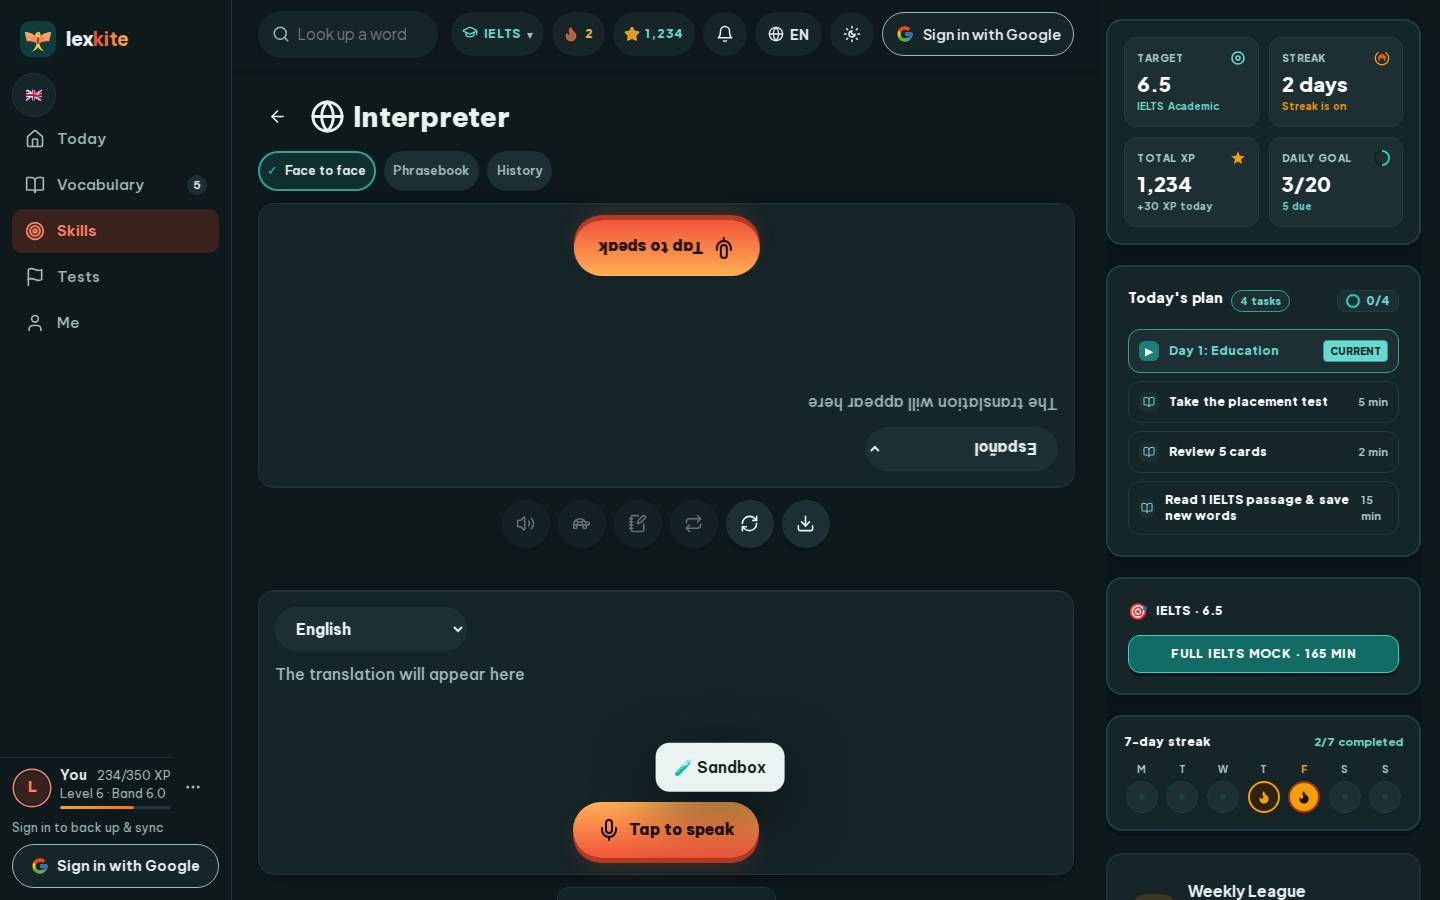 lexkite
Today
Vocabulary 5
Skills
Tests
Me
You 234/350 XP
L
Level 6 · Band 6.0
Sign in to back up & sync
Sign in with Google
Look up a word
IELTS ▾
2
1,234
EN
Sign in with Google
Interpreter
✓ Face to face
Phrasebook
History
Tap to speak
The translation will appear here
Español
English
The translation will appear here
Sandbox
Tap to speak
TARGET
6.5
IELTS Academic
STREAK
2 days
Streak is on
TOTAL XP
1,234
+30 XP today
DAILY GOAL
3/20
5 due
Today's plan 4 tasks 0/4
Day 1: Education CURRENT
Take the placement test 5 min
Review 5 cards 2 min
Read 1 IELTS passage & save new words 15 min
IELTS · 6.5
FULL IELTS MOCK · 165 MIN
7-day streak 2/7 completed
M T W T F S S
Weekly League